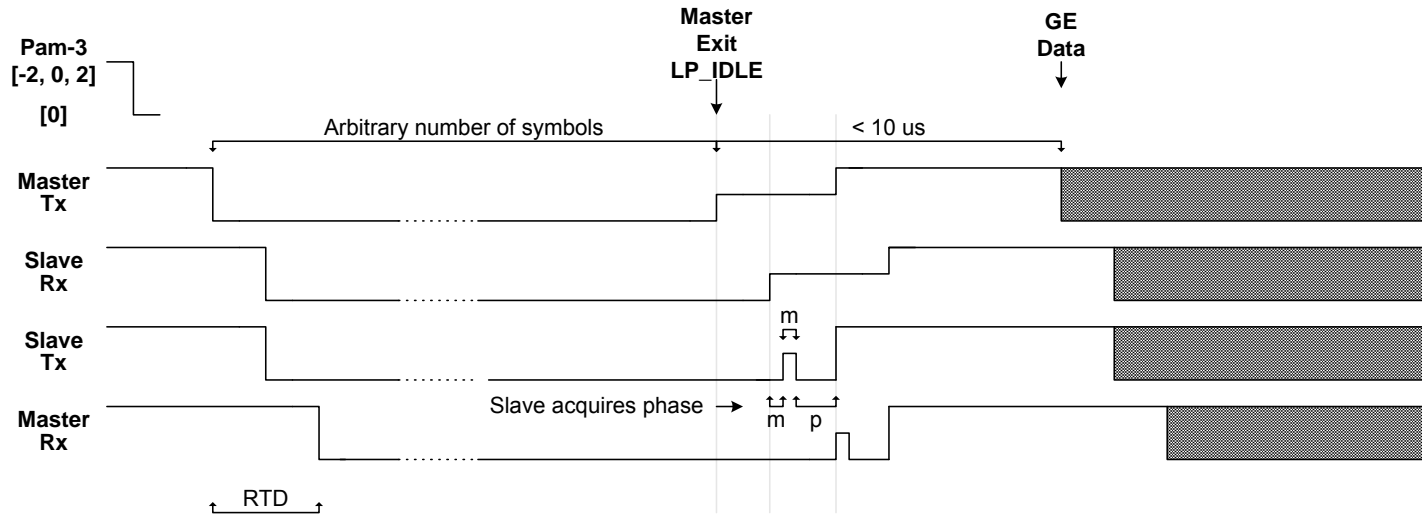 Master
Exit
LP_IDLE
GE
Data
Pam-3
[-2, 0, 2]
[0]
Arbitrary number of symbols
< 10 us
Master
Tx
Slave
Rx
m
Slave
Tx
Slave acquires phase
m
p
Master
Rx
RTD